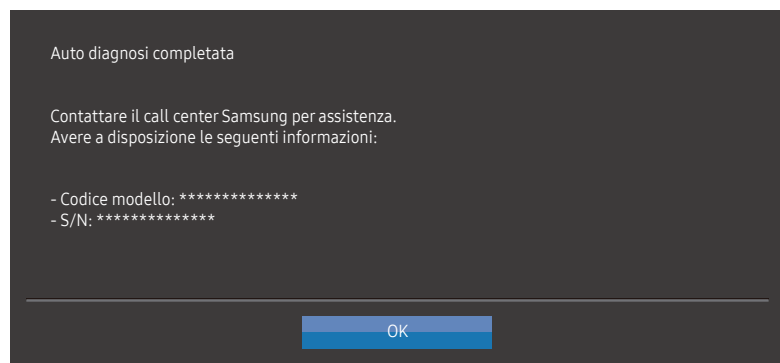 Auto diagnosi completata
Contattare il call center Samsung per assistenza.
Avere a disposizione le seguenti informazioni:
- Codice modello: **************
- S/N: **************
OK